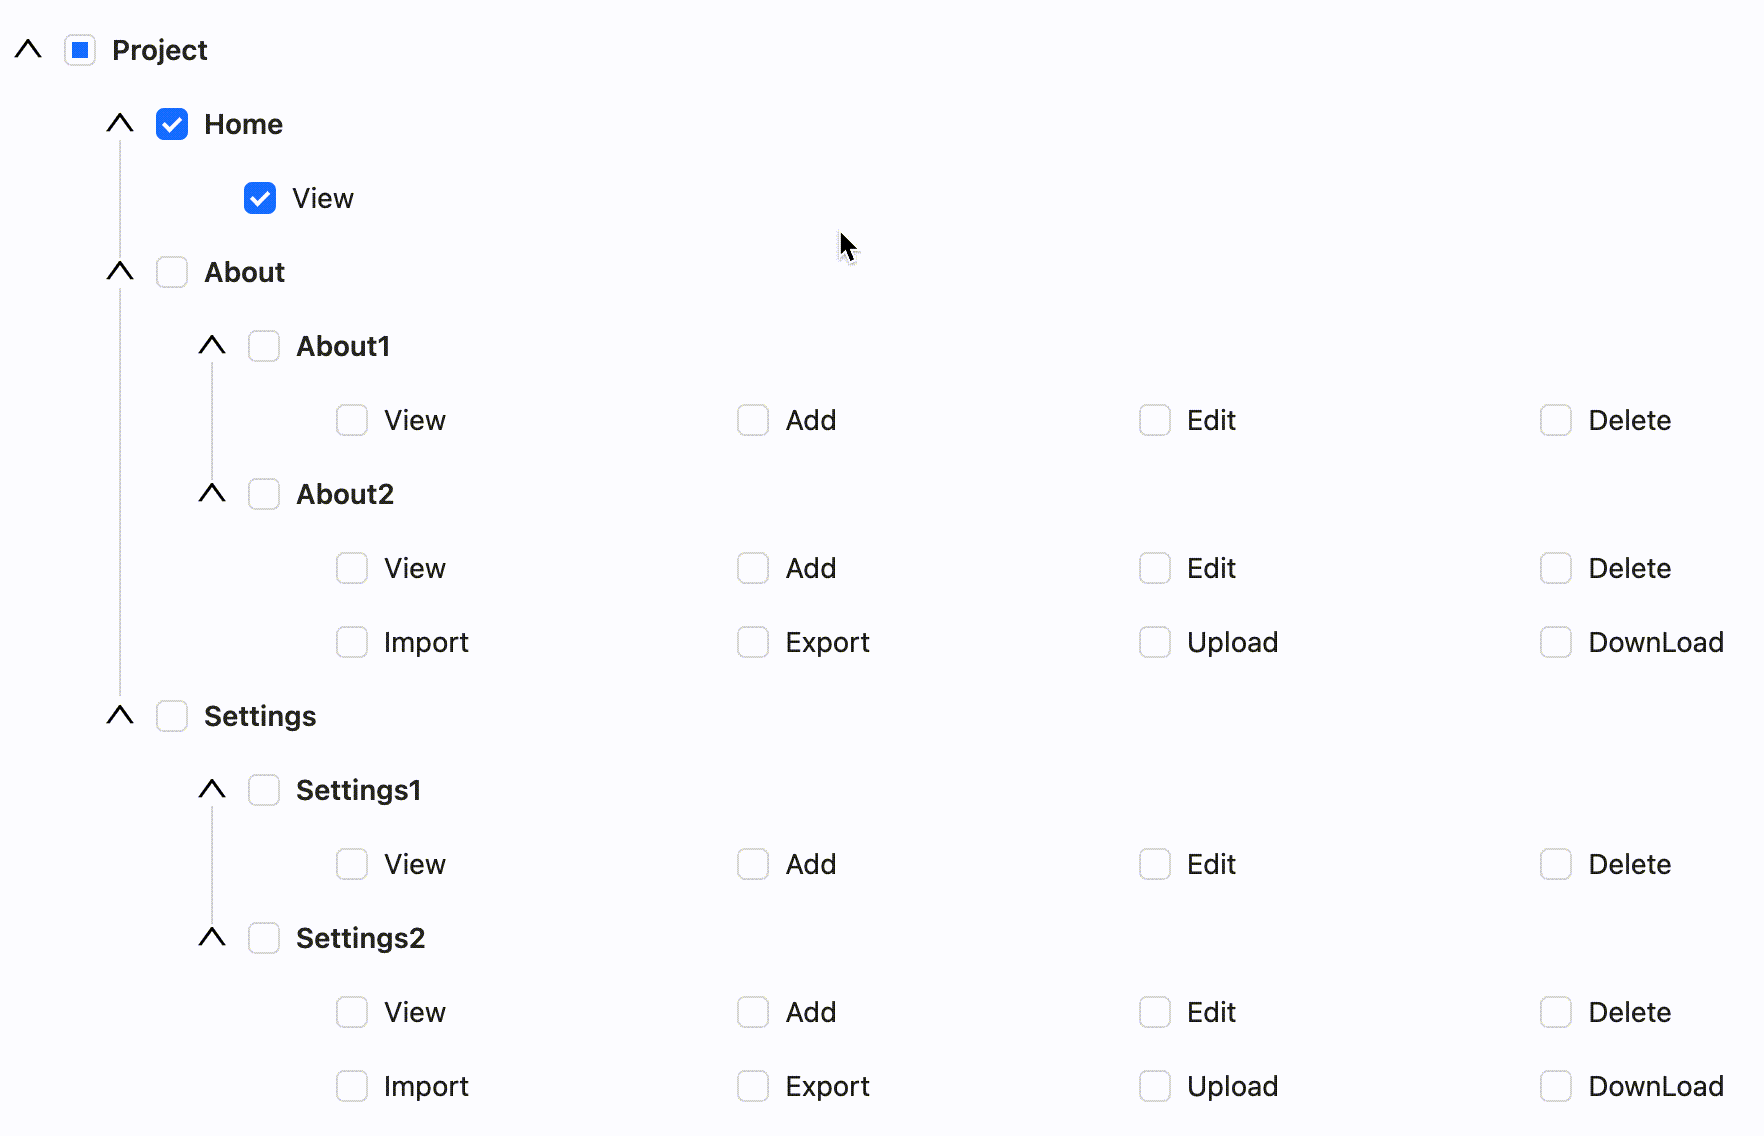 Project
Home
View
About
About1
View Add Edit Delete
About2
View Add Edit Delete
Import Export Upload DownLoad
Settings
Settings1
View Add Edit Delete
Settings2
View Add Edit Delete
Import Export Upload DownLoad